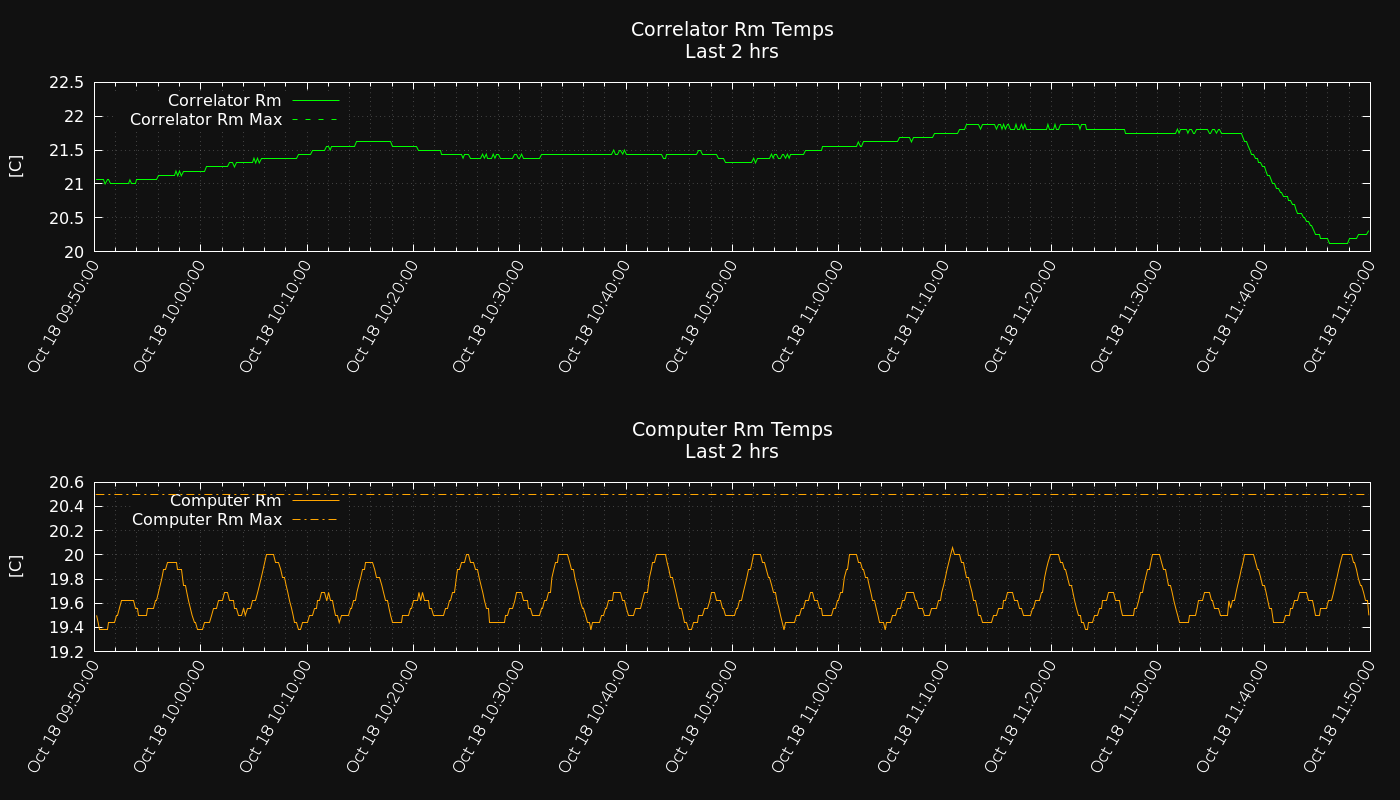 Correlator Rm Temps
Last 2 hrs
22.5
22
21.5
21
20.5
20
[C]
Correlator Rm
Correlator Rm Max
Oct 18 09:50:00
Oct 18 10:00:00
Oct 18 10:10:00
Oct 18 10:20:00
Oct 18 10:30:00
Oct 18 10:40:00
Oct 18 10:50:00
Oct 18 11:00:00
Oct 18 11:10:00
Oct 18 11:20:00
Oct 18 11:30:00
Oct 18 11:40:00
Oct 18 11:50:00
Computer Rm Temps
Last 2 hrs
20.6
20.4
20.2
20
19.8
19.6
19.4
19.2
[C]
Computer Rm
Computer Rm Max
Oct 18 09:50:00
Oct 18 10:00:00
Oct 18 10:10:00
Oct 18 10:20:00
Oct 18 10:30:00
Oct 18 10:40:00
Oct 18 10:50:00
Oct 18 11:00:00
Oct 18 11:10:00
Oct 18 11:20:00
Oct 18 11:30:00
Oct 18 11:40:00
Oct 18 11:50:00